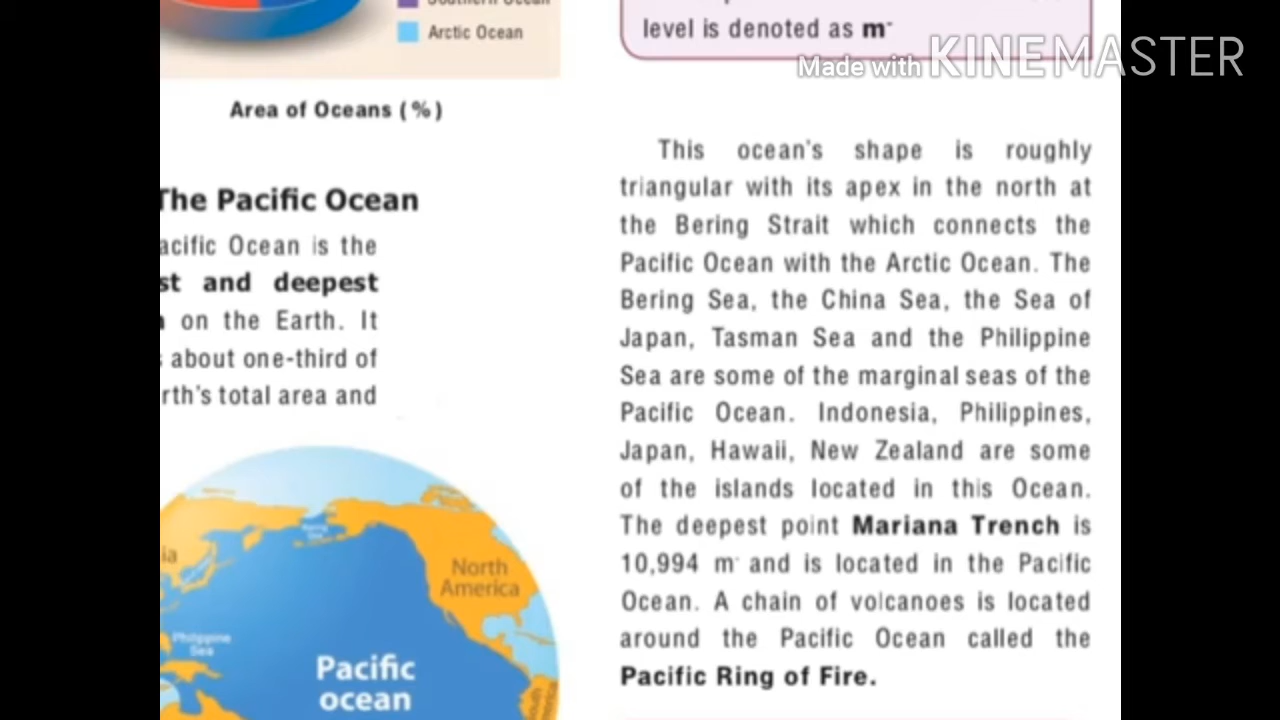 Southern Ocean
Arctic Ocean
Area of Oceans (%)
The Pacific Ocean
acific Ocean is the
st and deepest
on the Earth. It
about one-third of
rth's total area and
ia
Philippine
Sea
North
America
Pacific
ocean
level is denoted as m-
Made with KINEMASTER
This ocean's shape is roughly
triangular with its apex in the north at
the Bering Strait which connects the
Pacific Ocean with the Arctic Ocean. The
Bering Sea, the China Sea, the Sea of
Japan, Tasman Sea and the Philippine
Sea are some of the marginal seas of the
Pacific Ocean. Indonesia, Philippines,
Japan, Hawaii, New Zealand are some
of the islands located in this Ocean.
The deepest point Mariana Trench is
10,994 m- and is located in the Pacific
Ocean. A chain of volcanoes is located
around the Pacific Ocean called the
Pacific Ring of Fire.